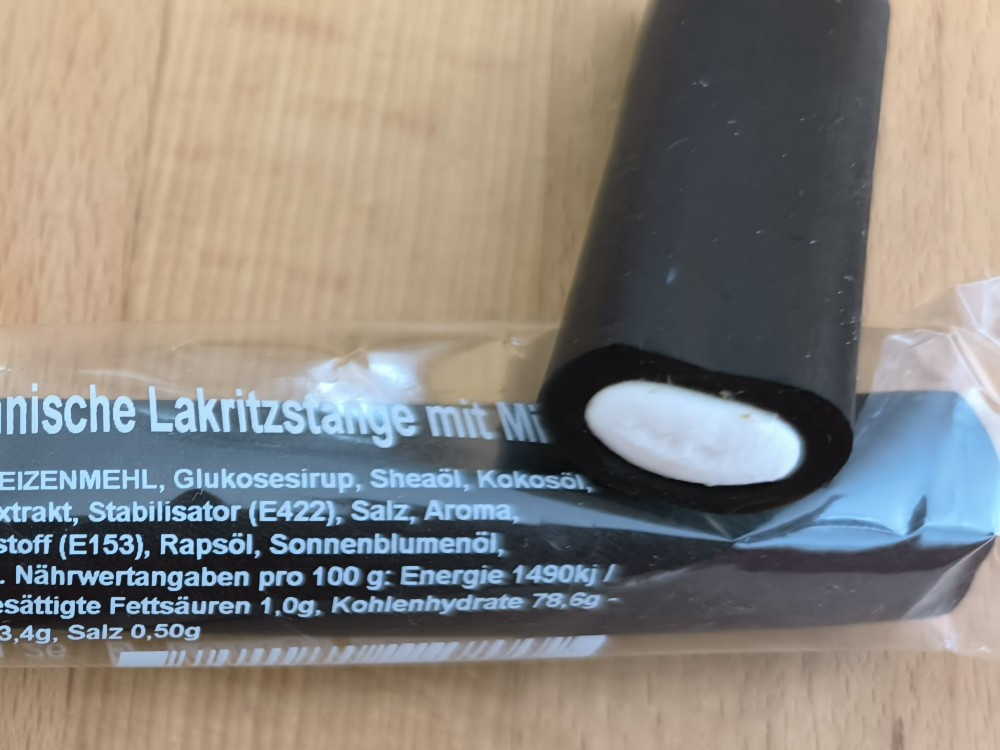 nische Lakritzstange mit Mi
EIZENMEHL, Glukosesirup, Sheaöl, Kokosöl,
xtrakt, Stabilisator (E422), Salz, Aroma,
stoff (E153), Rapsöl, Sonnenblumenöl,
. Nährwertangaben pro 100 g: Energie 1490kj /
esättigte Fettsäuren 1,0g, Kohlenhydrate 78,6g -
3,4g, Salz 0,50g